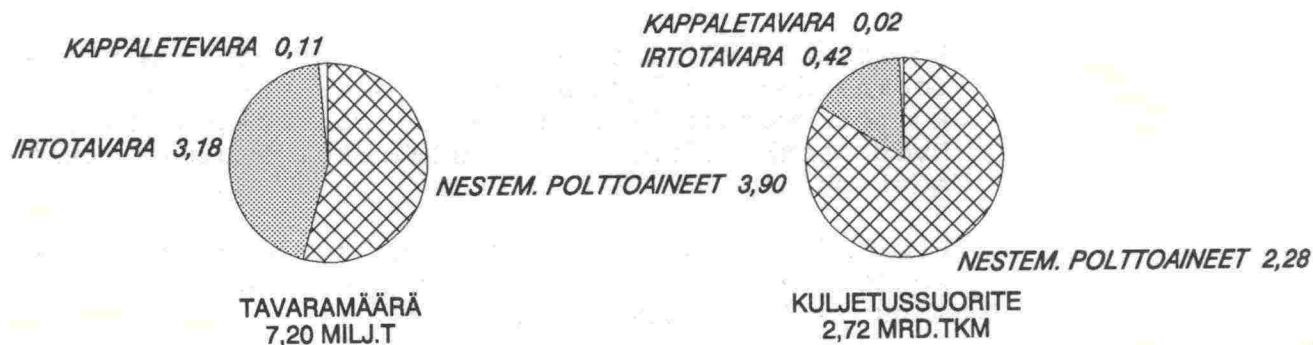 KAPPALETEVARA 0,11
IRTOTAVARA 3,18
NESTEM. POLTTOAINEET 3,90
TAVARAMÄÄRÄ
7,20 MILJ.T
KAPPALETAVARA 0,02
IRTOTAVARA 0,42
NESTEM. POLTTOAINEET 2,28
KULJETUSSUORITE
2,72 MRD.TKM